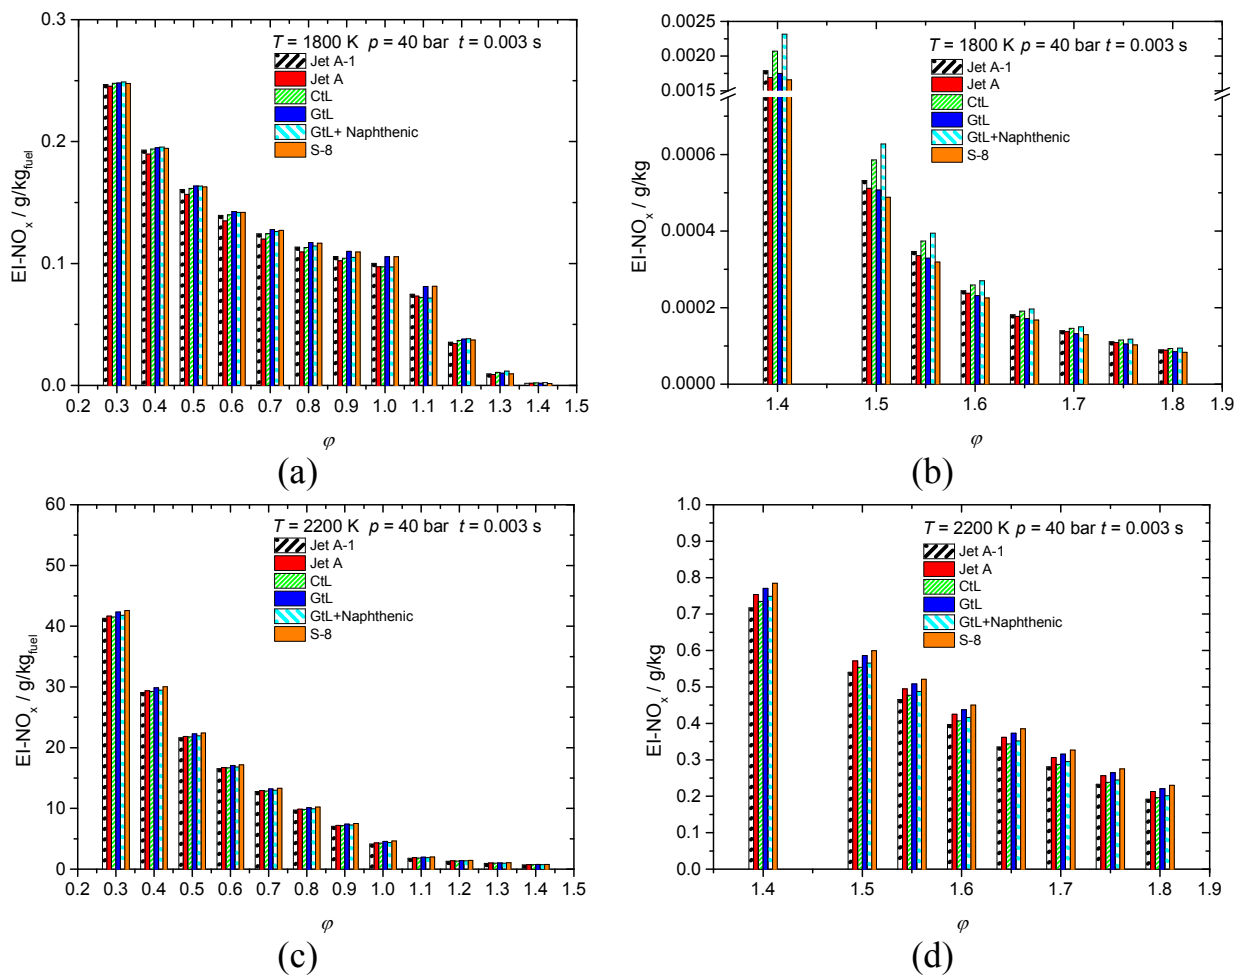 T = 1800 K p = 40 bar t = 0.003 s
Jet A-1
Jet A
CtL
GtL
GtL+ Naphthenic
S-8
EI-NOx / g/kgfuel
0.3
0.2
0.1
0.0
0.2 0.3 0.4 0.5 0.6 0.7 0.8 0.9 1.0 1.1 1.2 1.3 1.4 1.5
φ
(a)
T = 1800 K p = 40 bar t = 0.003 s
Jet A-1
Jet A
CtL
GtL
GtL+Naphthenic
S-8
EI-NOx / g/kg
0.0025
0.0020
0.0015
0.0006
0.0004
0.0002
0.0000
1.4 1.5 1.6 1.7 1.8 1.9
φ
(b)
T = 2200 K p = 40 bar t = 0.003 s
Jet A-1
Jet A
CtL
GtL
GtL+Naphthenic
S-8
EI-NOx / g/kgfuel
60
50
40
30
20
10
0
0.2 0.3 0.4 0.5 0.6 0.7 0.8 0.9 1.0 1.1 1.2 1.3 1.4 1.5
φ
(c)
T = 2200 K p = 40 bar t = 0.003 s
Jet A-1
Jet A
CtL
GtL
GtL+Naphthenic
S-8
EI-NOx / g/kg
1.0
0.9
0.8
0.7
0.6
0.5
0.4
0.3
0.2
0.1
0.0
1.4 1.5 1.6 1.7 1.8 1.9
φ
(d)